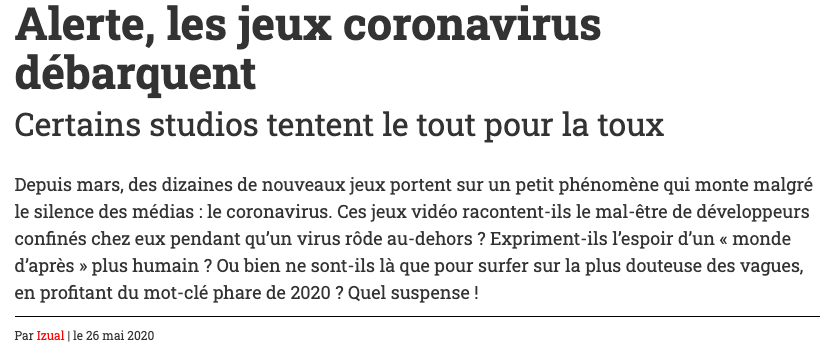 Alerte, les jeux coronavirus
débarquent
Certains studios tentent le tout pour la toux
Depuis mars, des dizaines de nouveaux jeux portent sur un petit phénomène qui monte malgré
le silence des médias : le coronavirus. Ces jeux vidéo racontent-ils le mal-être de développeurs
confinés chez eux pendant qu’un virus rôde au-dehors ? Expriment-ils l’espoir d’un « monde
d’après » plus humain ? Ou bien ne sont-ils là que pour surfer sur la plus douteuse des vagues,
en profitant du mot-clé phare de 2020 ? Quel suspense !
Par Izual | le 26 mai 2020